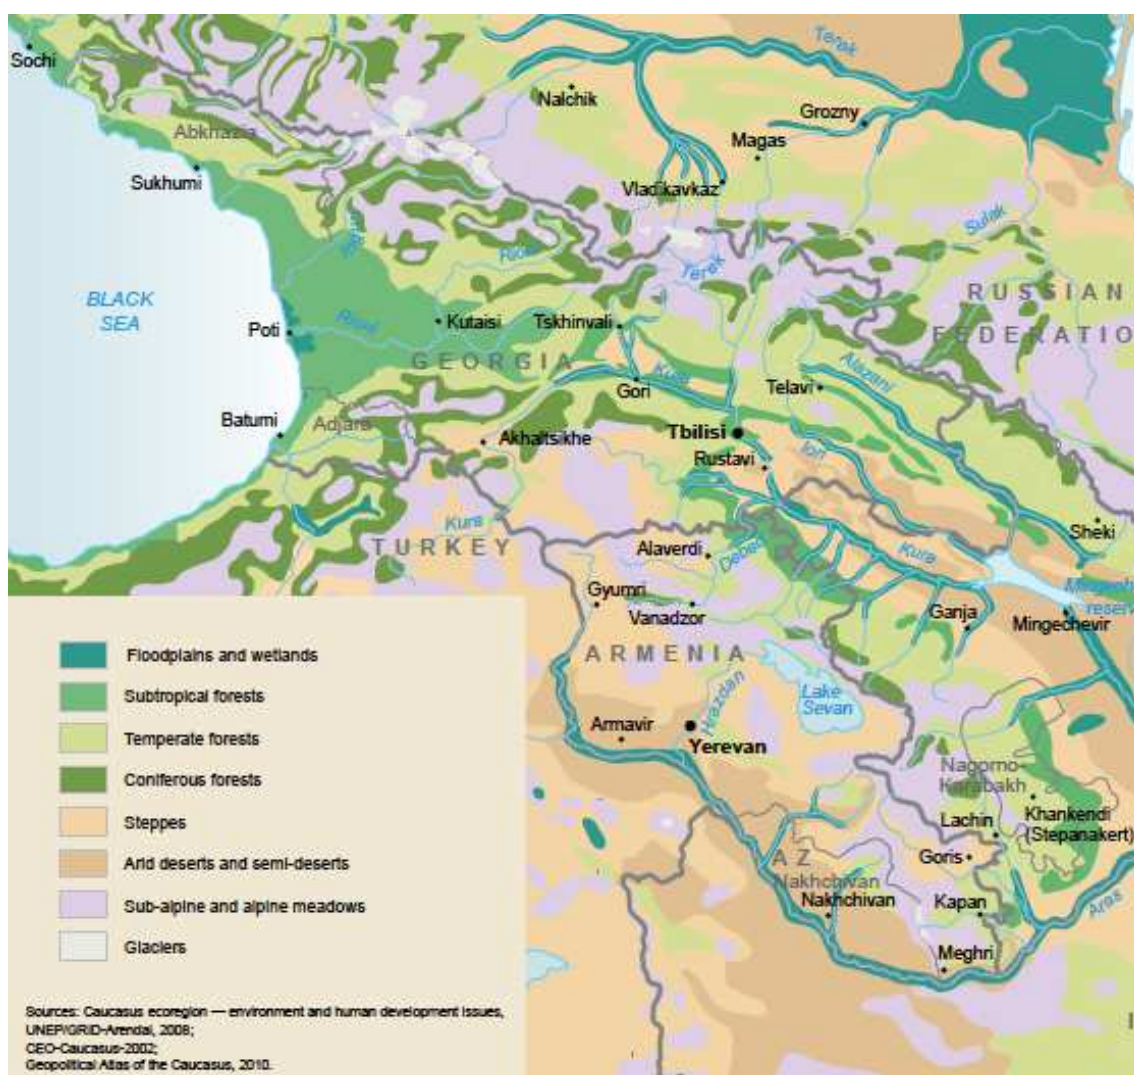 Sochi
Terek
Nalchik
Grozny
Abkhazia
Magas
Sukhumi
Vladikavkaz
Sulak
Rioni
Terek
BLACK
SEA
RUSSIAN
FEDERATIO
Poti
Rioni
Kutaisi
Tskhinvali
GEORGIA
Kura
Gori
Telavi
Alazani
Batumi
Adjara
Akhaltsikhe
Tbilisi
Rustavi
Iori
Kura
TURKEY
Alaverdi
Debed
Kura
Sheki
Gyumri
Vanadzor
Ganja
Mingechevir
ARMENIA
Lake
Sevan
Hrazdan
Armavir
Yerevan
Nagorno-
Karabakh
Lachin
Khankendi
(Stepanakert)
Goris
AZ
Nakhchivan
Nakhchivan
Kapan
Aras
Meghri
Floodplains and wetlands
Subtropical forests
Temperate forests
Coniferous forests
Steppes
Arid deserts and semi-deserts
Sub-alpine and alpine meadows
Glaciers
Sources: Caucasus ecoregion — environment and human development issues,
UNEP/GRID-Arendal, 2008;
GEO-Caucasus-2002;
Geopolitical Atlas of the Caucasus, 2010.